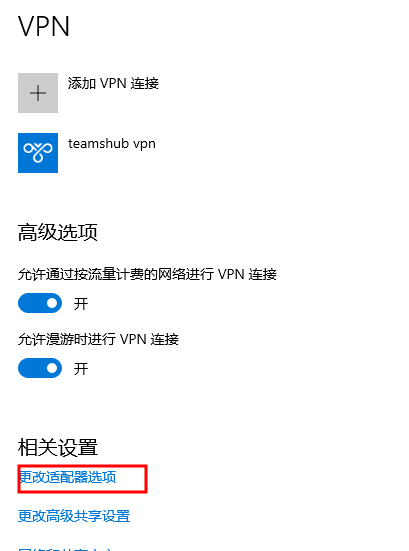 VPN
添加 VPN 连接
teamshub vpn
高级选项
允许通过按流量计费的网络进行 VPN 连接
开
允许漫游时进行 VPN 连接
开
相关设置
更改适配器选项
更改高级共享设置